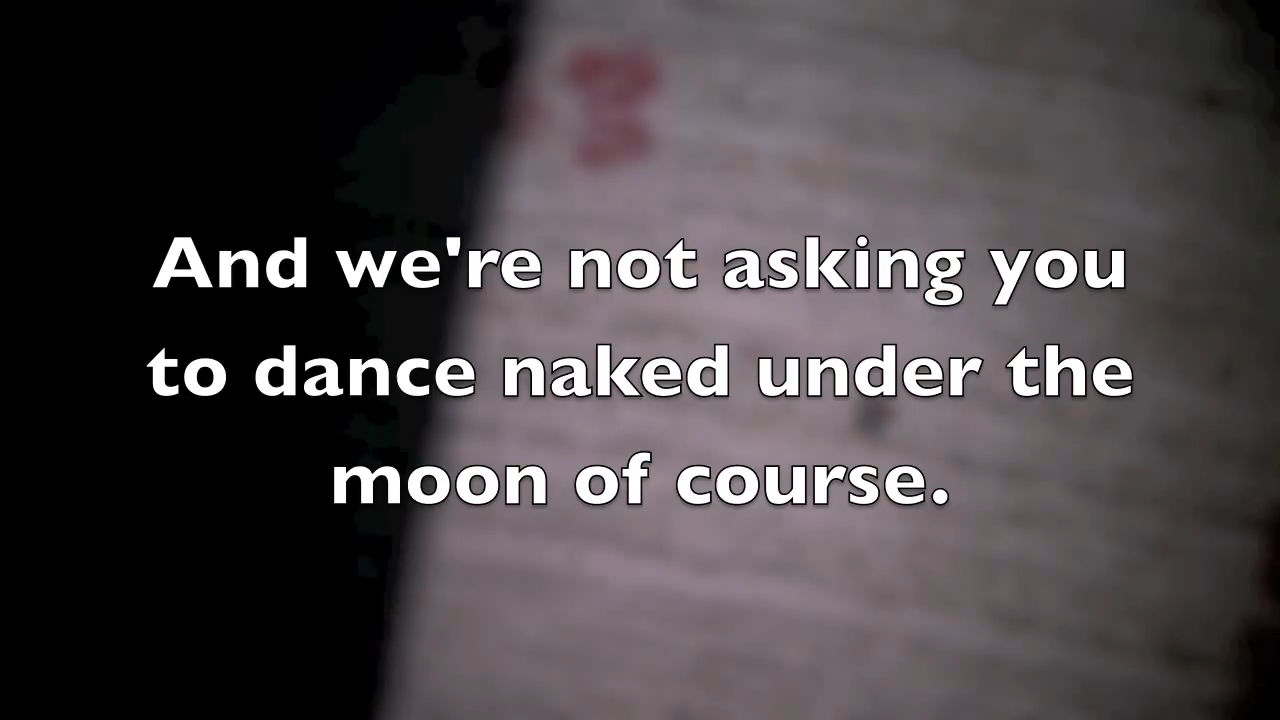 And we're not asking you
to dance naked under the
moon of course.